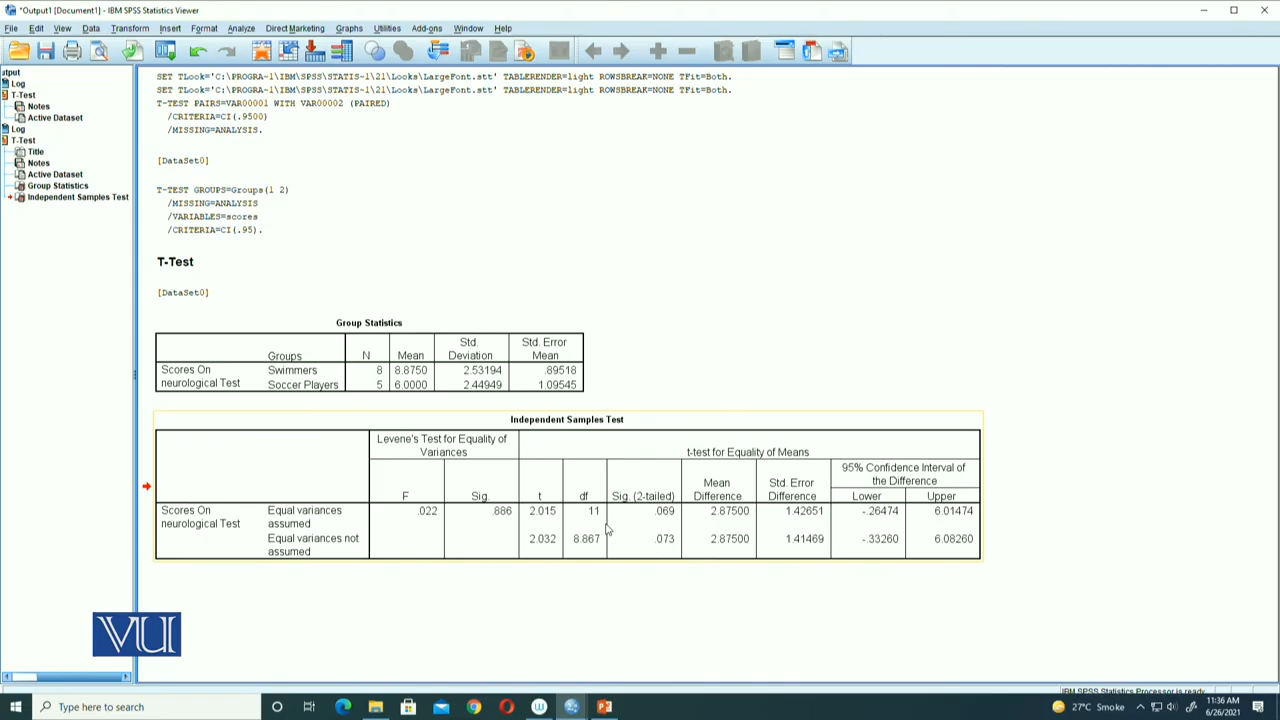 *Output1 [Document1] - IBM SPSS Statistics Viewer
File Edit View Data Transform Insert Format Analyze Direct Marketing Graphs Utilities Add-ons Window Help
utput
Log
T-Test
Notes
Active Dataset
Log
T-Test
Title
Notes
Active Dataset
Group Statistics
Independent Samples Test
SET TLook='C:\PROGRA~1\IBM\SPSS\STATIS~1\21\Looks\LargeFont.stt' TABLERENDER=light ROWSBREAK=NONE TFit=Both.
SET TLook='C:\PROGRA~1\IBM\SPSS\STATIS~1\21\Looks\LargeFont.stt' TABLERENDER=light ROWSBREAK=NONE TFit=Both.
T-TEST PAIRS=VAR00001 WITH VAR00002 (PAIRED)
/CRITERIA=CI(.9500)
/MISSING=ANALYSIS.
[DataSet0]
T-TEST GROUPS=Groups(1 2)
/MISSING=ANALYSIS
/VARIABLES=scores
/CRITERIA=CI(.95).
T-Test
[DataSet0]
Group Statistics
Groups N Mean Std. Deviation Std. Error Mean
Scores On neurological Test Swimmers 8 8.8750 2.53194 .89518
Soccer Players 5 6.0000 2.44949 1.09545
Independent Samples Test
Levene's Test for Equality of Variances t-test for Equality of Means
95% Confidence Interval of the Difference
F Sig. t df Sig. (2-tailed) Mean Difference Std. Error Difference Lower Upper
Scores On neurological Test Equal variances assumed .022 .886 2.015 11 .069 2.87500 1.42651 -.26474 6.01474
Equal variances not assumed 2.032 8.867 .073 2.87500 1.41469 -.33260 6.08260
VU
IBM SPSS Statistics Processor is ready
Type here to search
27°C Smoke
11:36 AM
6/26/2021